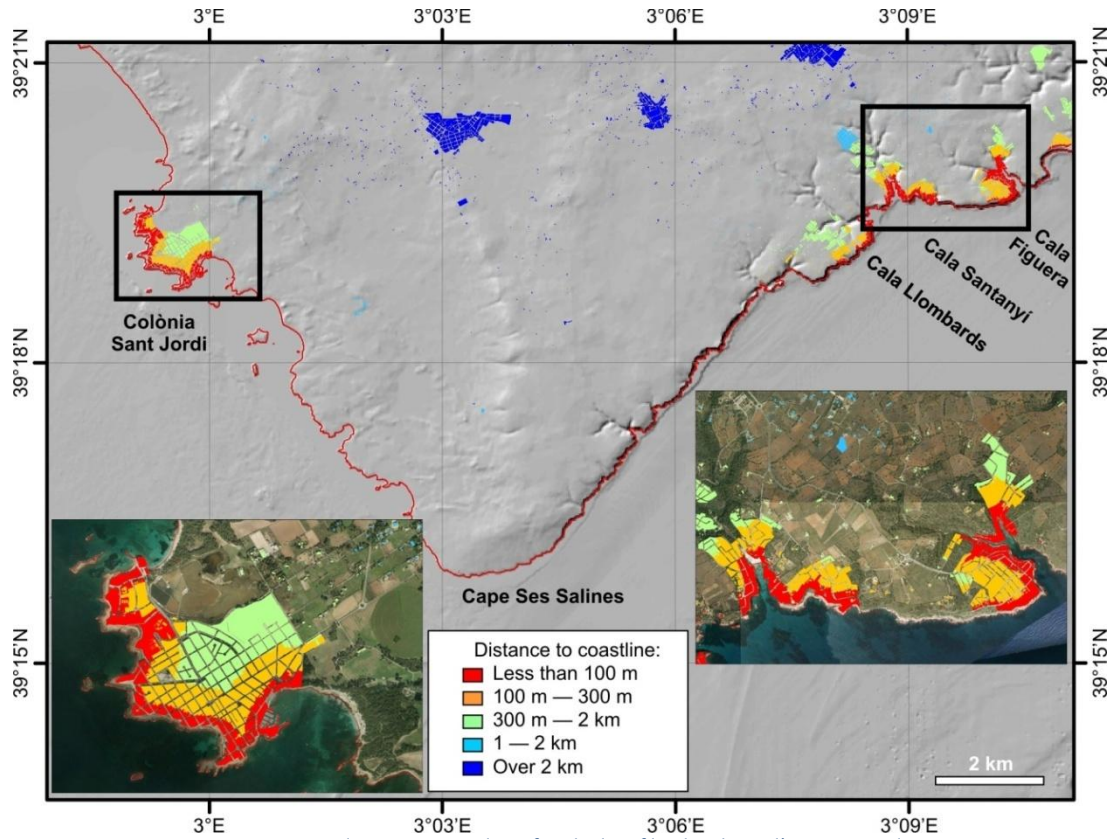 3°E 3°03'E 3°06'E 3°09'E
39°21'N 39°21'N
39°18'N 39°18'N
39°15'N 39°15'N
Colònia
Sant Jordi
Cala
Figuera
Cala Santanyí
Cala Llombards
Cape Ses Salines
Distance to coastline:
Less than 100 m
100 m — 300 m
300 m — 2 km
1 — 2 km
Over 2 km
2 km
3°E 3°03'E 3°06'E 3°09'E